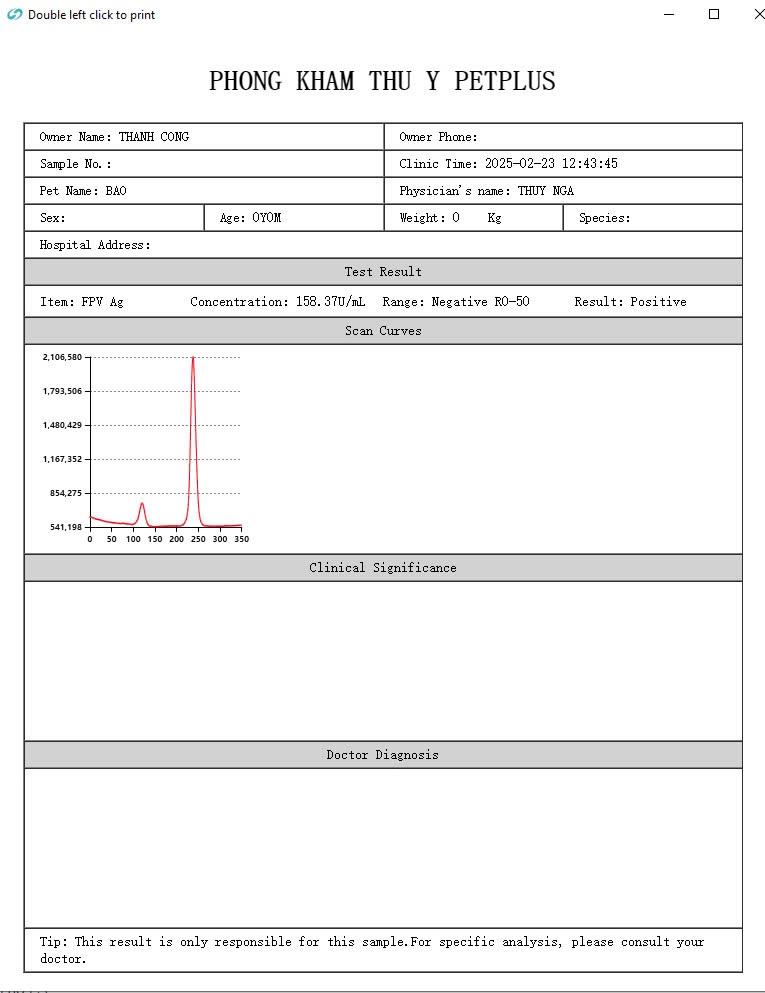 Double left click to print
PHONG KHAM THU Y PETPLUS
Owner Name: THANH CONG Owner Phone:
Sample No.: Clinic Time: 2025-02-23 12:43:45
Pet Name: BAO Physician's name: THUY NGA
Sex: Age: 0Y0M Weight: 0 Kg Species:
Hospital Address:
Test Result
Item: FPV Ag Concentration: 158.37U/mL Range: Negative R0-50 Result: Positive
Scan Curves
2,106,580
1,793,506
1,480,429
1,167,352
854,275
541,198
0 50 100 150 200 250 300 350
Clinical Significance
Doctor Diagnosis
Tip: This result is only responsible for this sample.For specific analysis, please consult your
doctor.